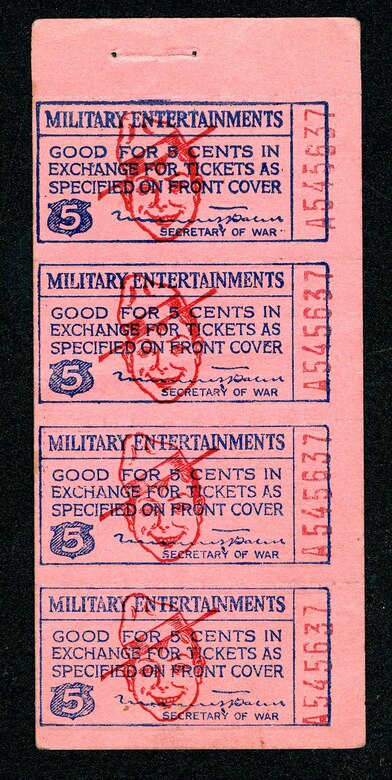 MILITARY ENTERTAINMENTS
GOOD FOR 5 CENTS IN
EXCHANGE FOR TICKETS AS
SPECIFIED ON FRONT COVER
5
SECRETARY OF WAR
A545637
MILITARY ENTERTAINMENTS
GOOD FOR 5 CENTS IN
EXCHANGE FOR TICKETS AS
SPECIFIED ON FRONT COVER
5
SECRETARY OF WAR
A545637
MILITARY ENTERTAINMENTS
GOOD FOR 5 CENTS IN
EXCHANGE FOR TICKETS AS
SPECIFIED ON FRONT COVER
5
SECRETARY OF WAR
A545637
MILITARY ENTERTAINMENTS
GOOD FOR 5 CENTS IN
EXCHANGE FOR TICKETS AS
SPECIFIED ON FRONT COVER
5
SECRETARY OF WAR
A545637